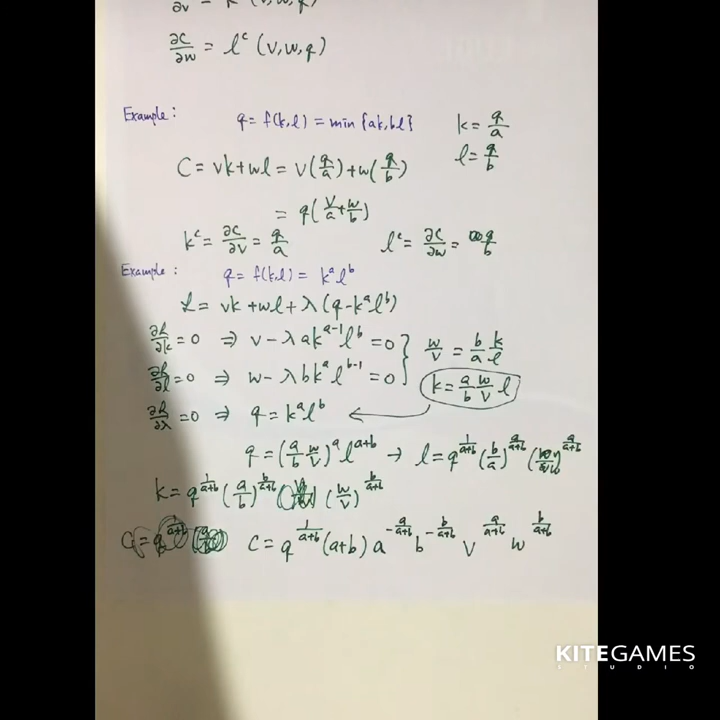 ∂v = k (v,w,q)
∂C/∂w = l^c (v,w,q)
Example: q = f(k,l) = min {ak,bl} k = q/a
l = q/b
C = vk+wl = v(q/a)+w(q/b)
= q(v/a+w/b)
k^c = ∂C/∂v = q/a l^c = ∂C/∂w = q/b
Example: q = f(k,l) = k^a l^b
ℒ = vk+wl+λ(q-k^a l^b)
∂ℒ/∂k = 0 ⇒ v-λak^(a-1) l^b = 0 } w/v = b/a k/l
∂ℒ/∂l = 0 ⇒ w-λbk^a l^(b-1) = 0 k = a/b w/v l
∂ℒ/∂λ = 0 ⇒ q = k^a l^b ←
q = (a/b w/v)^a l^(a+b) → l = q^(1/(a+b)) (b/a)^(a/(a+b))
k = q^(1/(a+b)) (a/b)^(b/(a+b)) (w/v)^(b/(a+b))
C = q^(1/(a+b)) (a+b) a^(-a/(a+b)) b^(-b/(a+b)) v^(a/(a+b)) w^(b/(a+b))
KITEGAMES
STUDIO